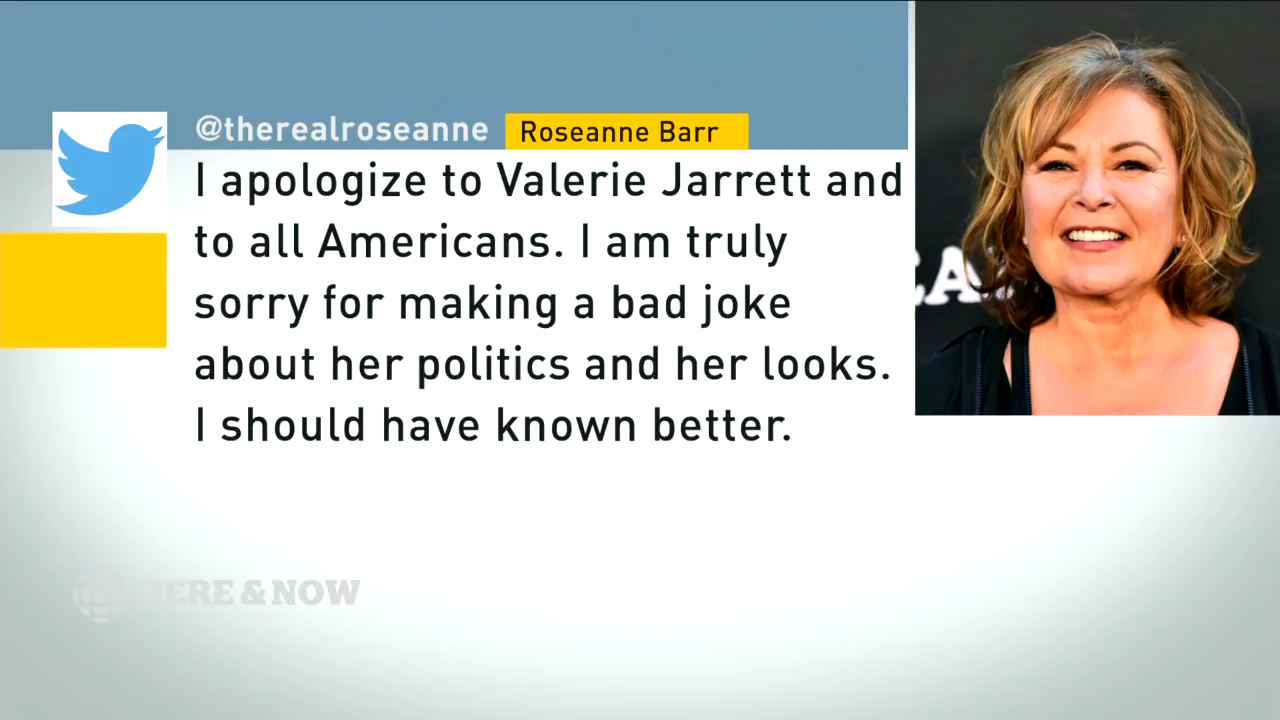 @therealroseanne Roseanne Barr
I apologize to Valerie Jarrett and
to all Americans. I am truly
sorry for making a bad joke
about her politics and her looks.
I should have known better.
HERE & NOW